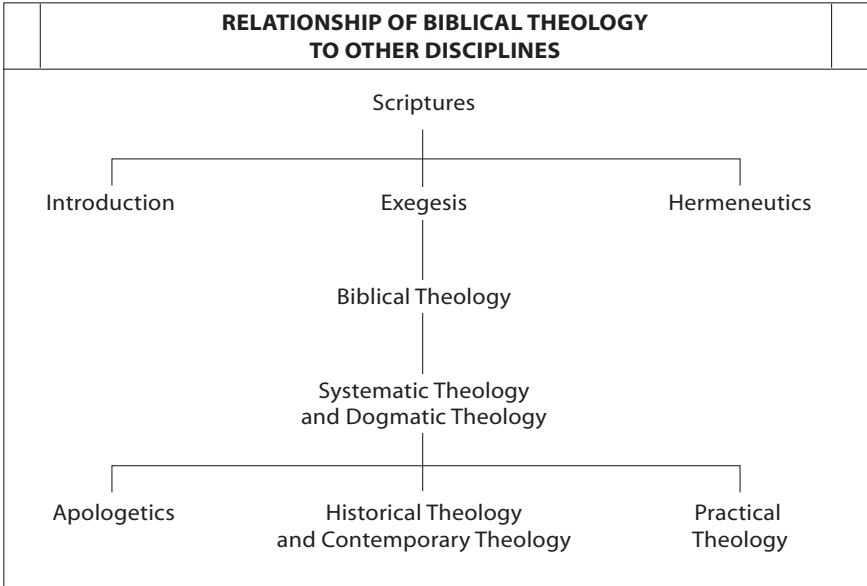 RELATIONSHIP OF BIBLICAL THEOLOGY
TO OTHER DISCIPLINES
Scriptures
Introduction
Exegesis
Hermeneutics
Biblical Theology
Systematic Theology
and Dogmatic Theology
Apologetics
Historical Theology
and Contemporary Theology
Practical
Theology